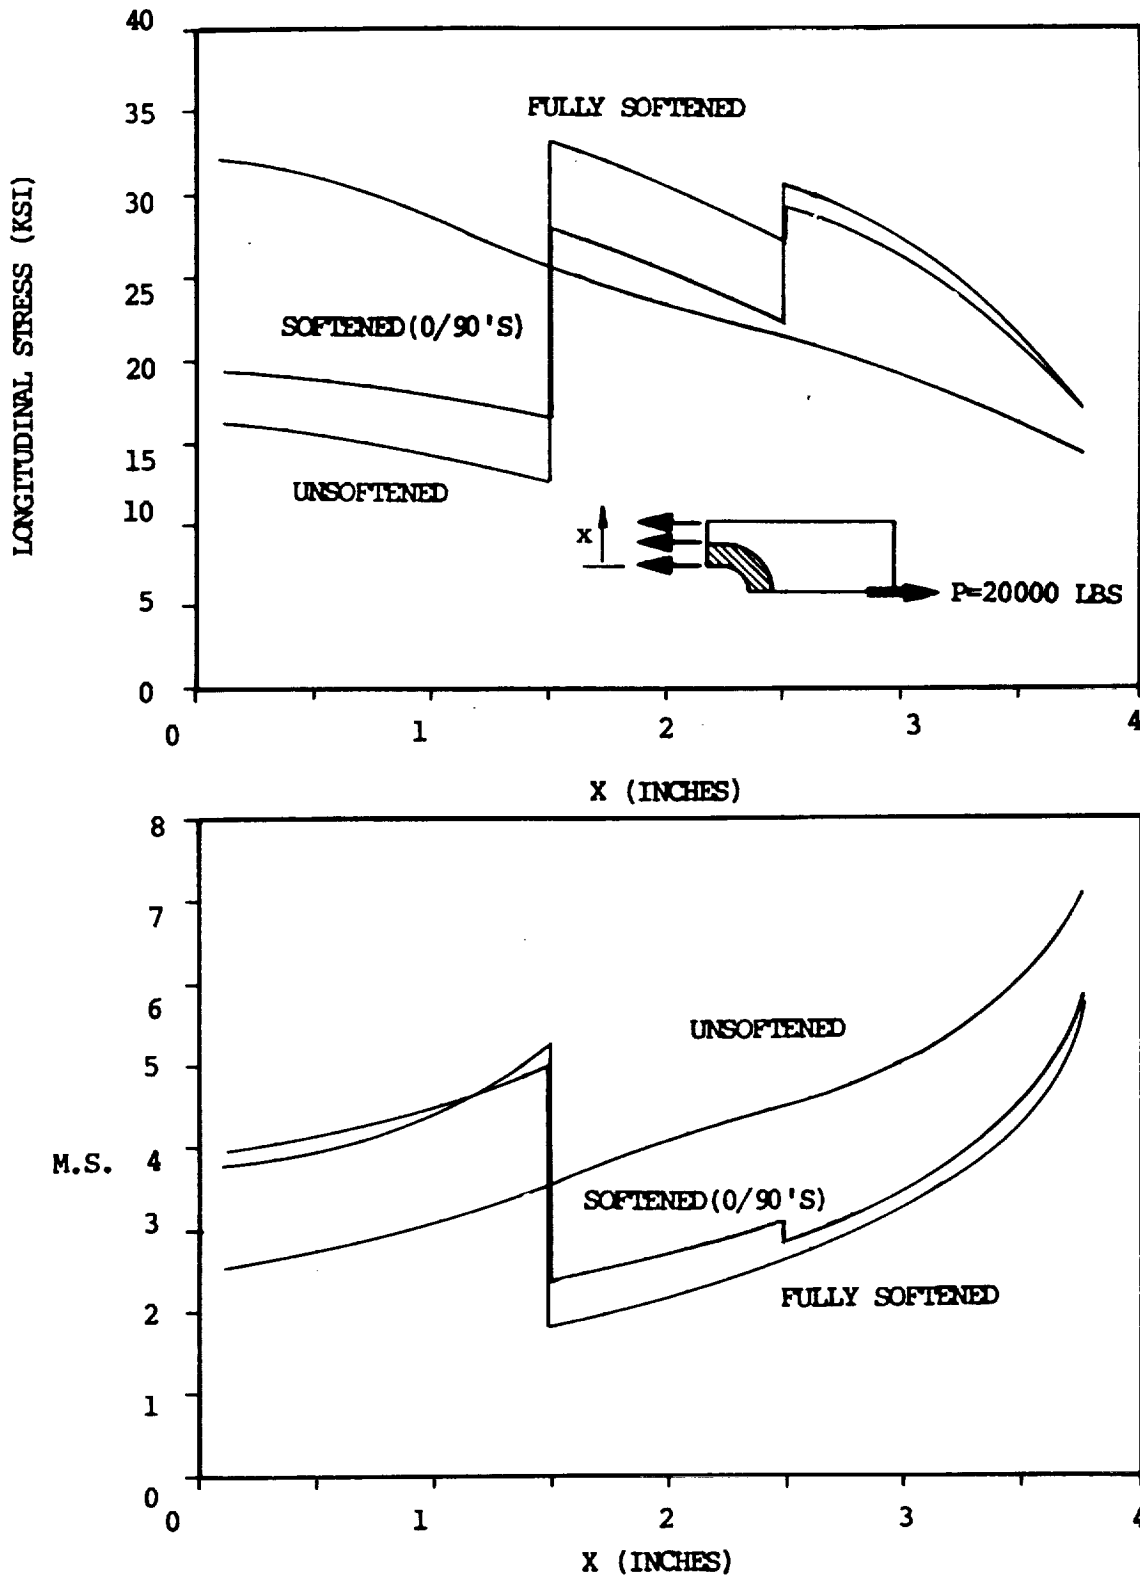 40
35
30
25
20
15
10
5
0
LONGITUDINAL STRESS (KSI)
FULLY SOFTENED
SOFTENED(0/90'S)
UNSOFTENED
X
P=20000 LBS
0 1 2 3 4
X (INCHES)
8
7
6
5
4
3
2
1
0
M.S.
UNSOFTENED
SOFTENED(0/90'S)
FULLY SOFTENED
0 1 2 3 4
X (INCHES)